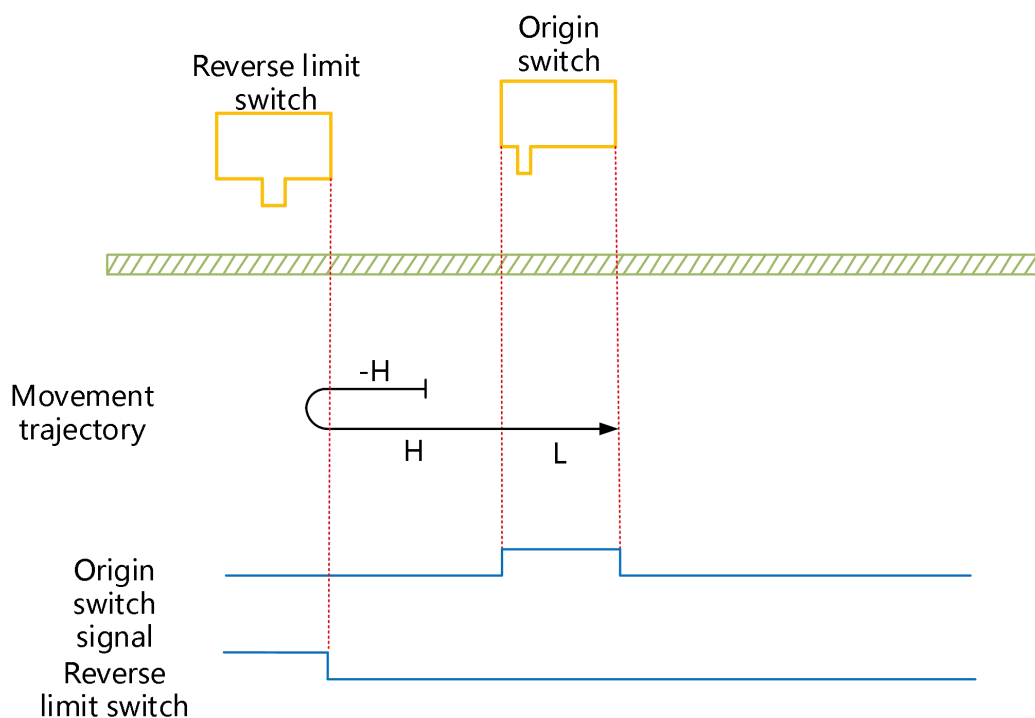 Origin
switch
Reverse limit
switch
-H
Movement
trajectory
H
L
Origin
switch
signal
Reverse
limit switch